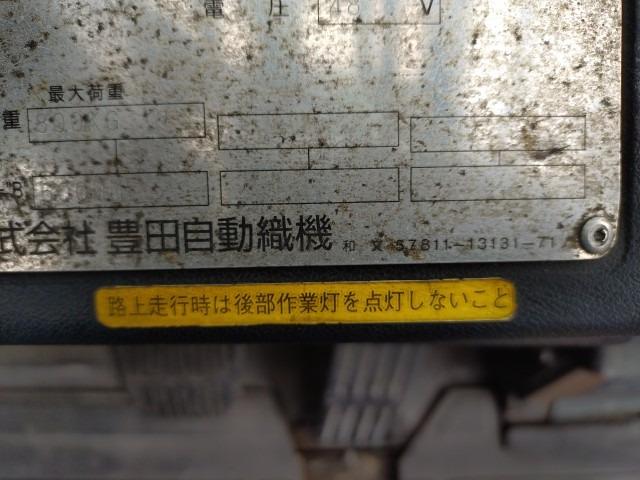 電 圧 48 V
最大荷重
重
-B
式会社 豊田自動織機 和 文 57811-13131-71
路上走行時は後部作業灯を点灯しないこと